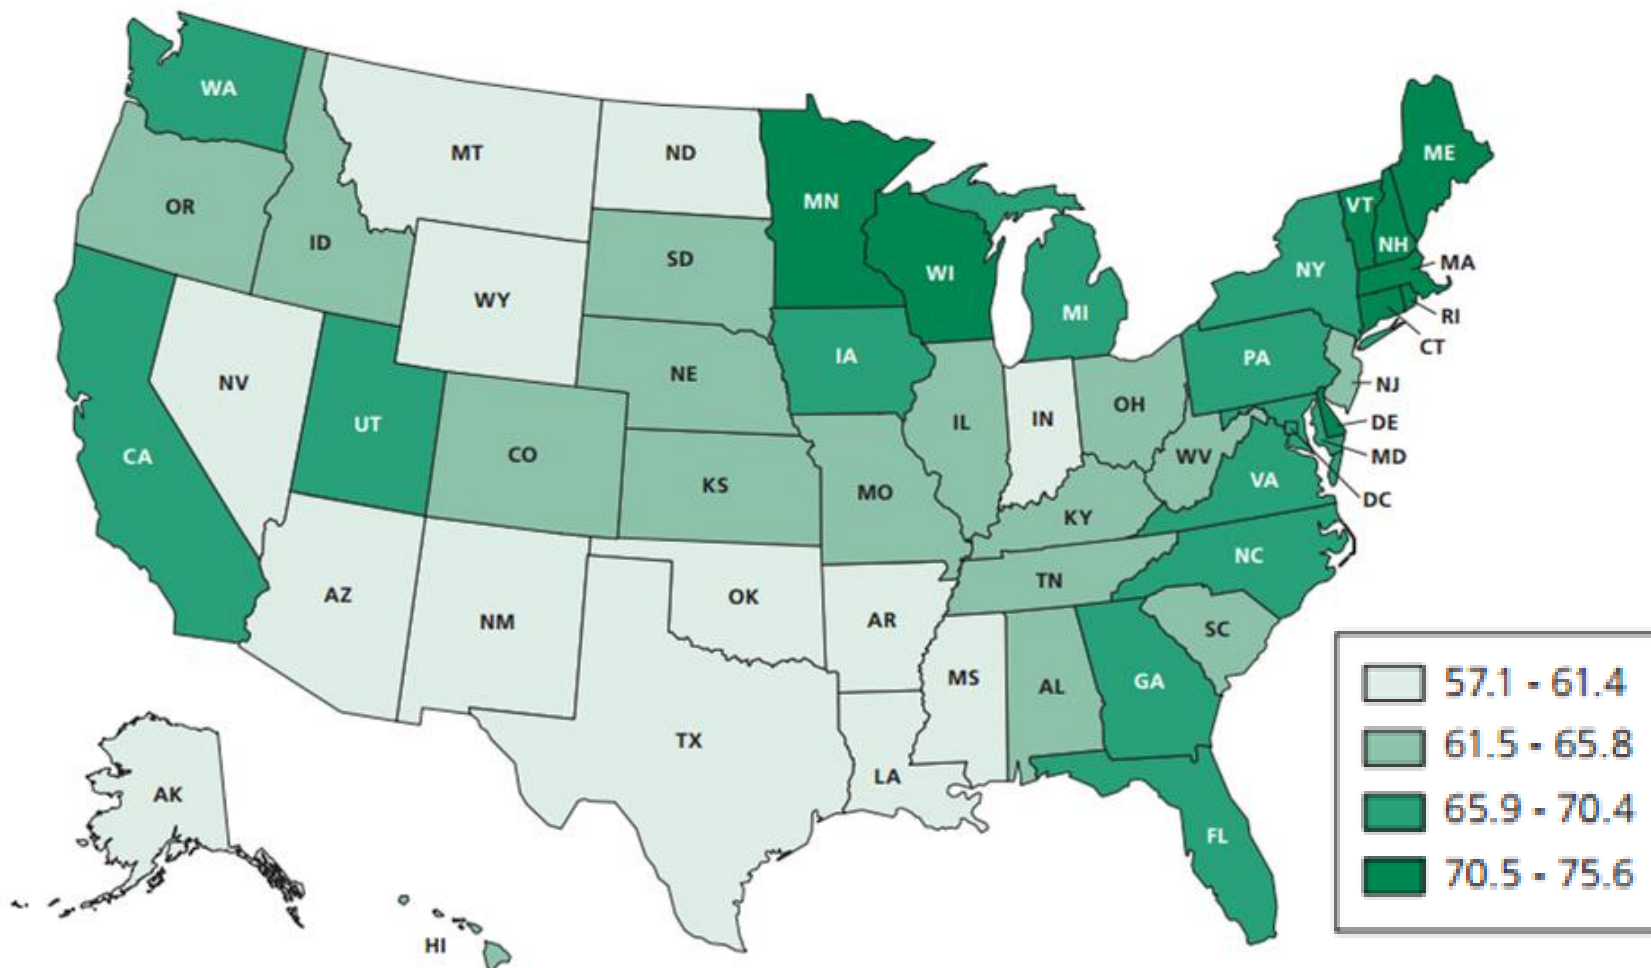 WA
MT
ND
ME
MN
VT
OR
ID
NH
SD
WI
NY
MA
WY
MI
RI
CT
IA
PA
NE
NV
NJ
UT
IN
OH
IL
DE
CO
CA
WV
MD
KS
MO
VA
DC
KY
NC
TN
AZ
OK
NM
AR
SC
MS
AL
GA
57.1 - 61.4
TX
61.5 - 65.8
LA
AK
65.9 - 70.4
FL
70.5 - 75.6
HI